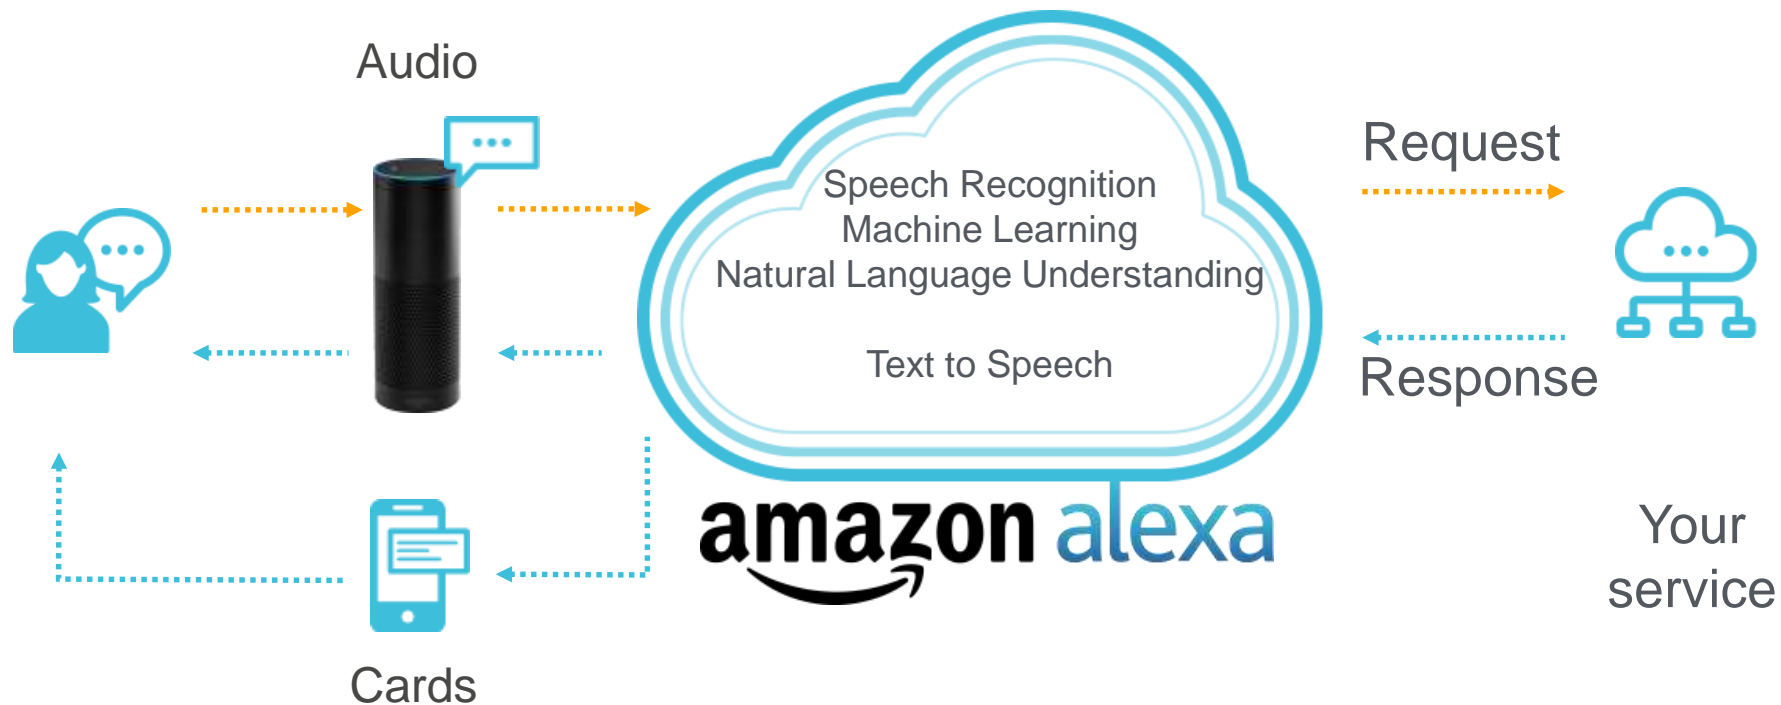 Audio
Speech Recognition
Machine Learning
Natural Language Understanding
Text to Speech
amazon alexa
Request
Response
Your
service
Cards